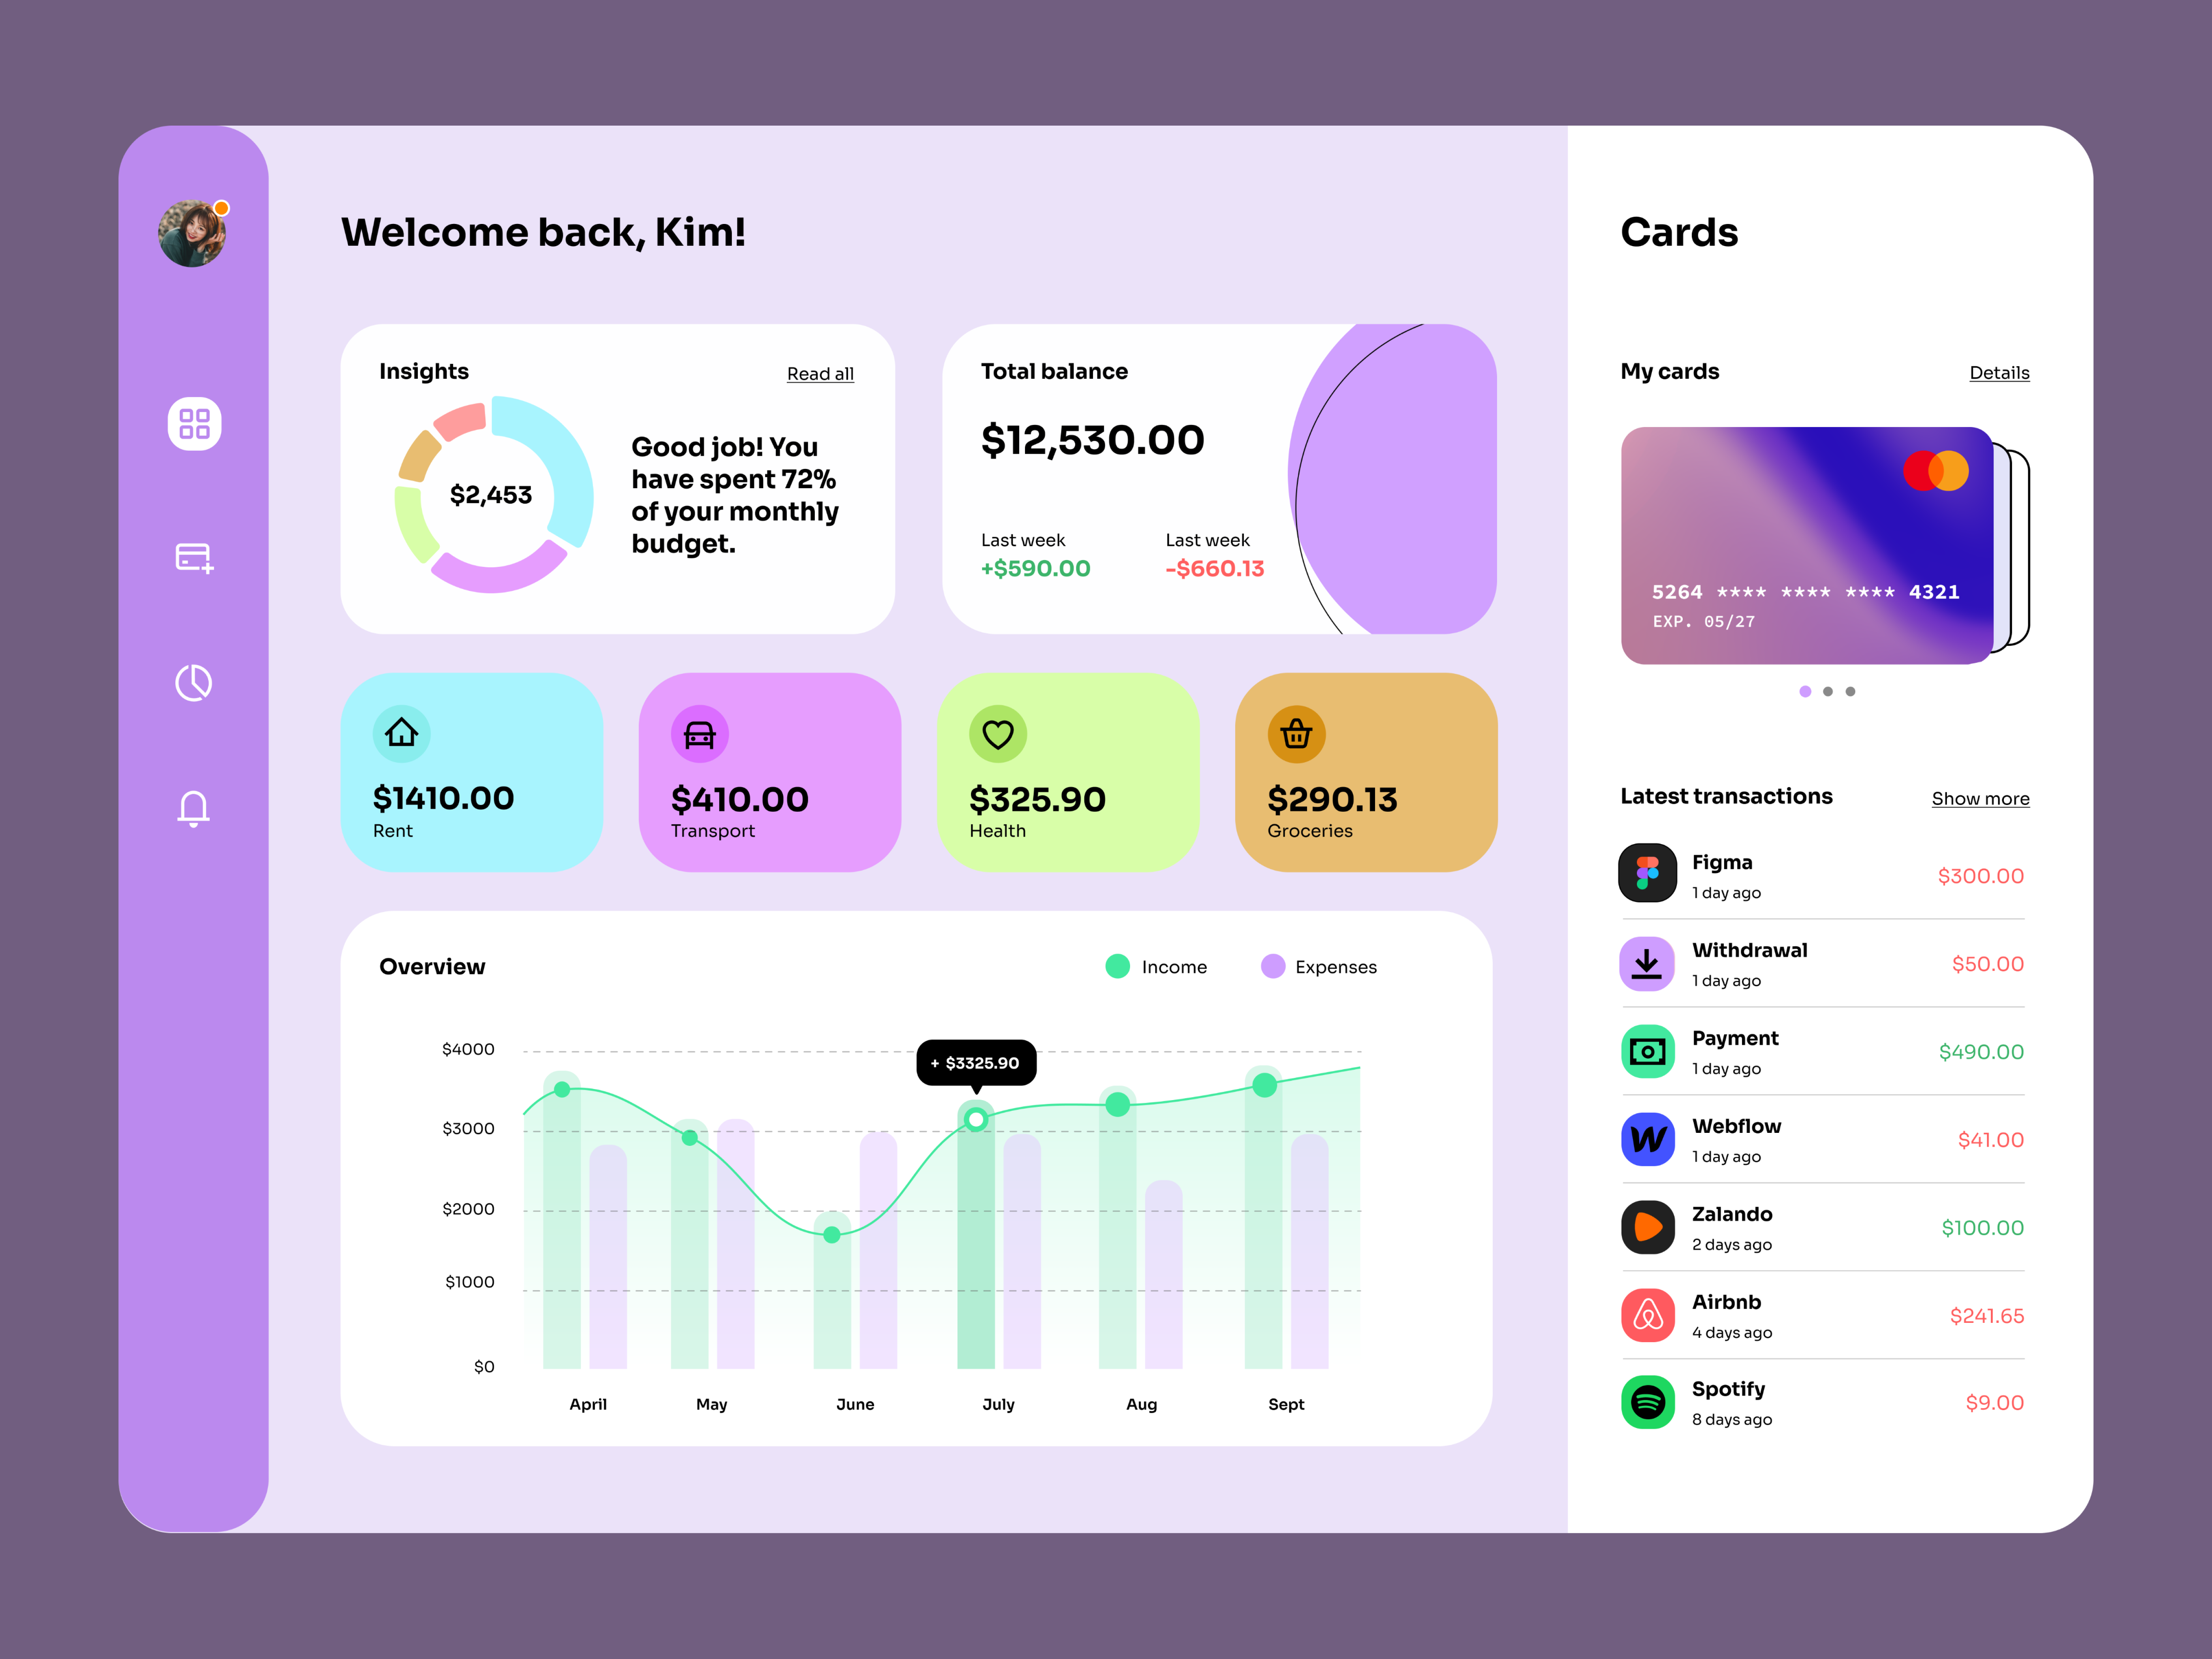 Welcome back, Kim!
Insights
Read all
$2,453
Good job! You
have spent 72%
of your monthly
budget.
Total balance
$12,530.00
Last week
+$590.00
Last week
-$660.13
$1410.00
Rent
$410.00
Transport
$325.90
Health
$290.13
Groceries
Overview
Income
Expenses
$4000
$3000
$2000
$1000
$0
+ $3325.90
April
May
June
July
Aug
Sept
Cards
My cards
Details
5264 **** **** **** 4321
EXP. 05/27
Latest transactions
Show more
Figma
1 day ago
$300.00
Withdrawal
1 day ago
$50.00
Payment
1 day ago
$490.00
Webflow
1 day ago
$41.00
Zalando
2 days ago
$100.00
Airbnb
4 days ago
$241.65
Spotify
8 days ago
$9.00